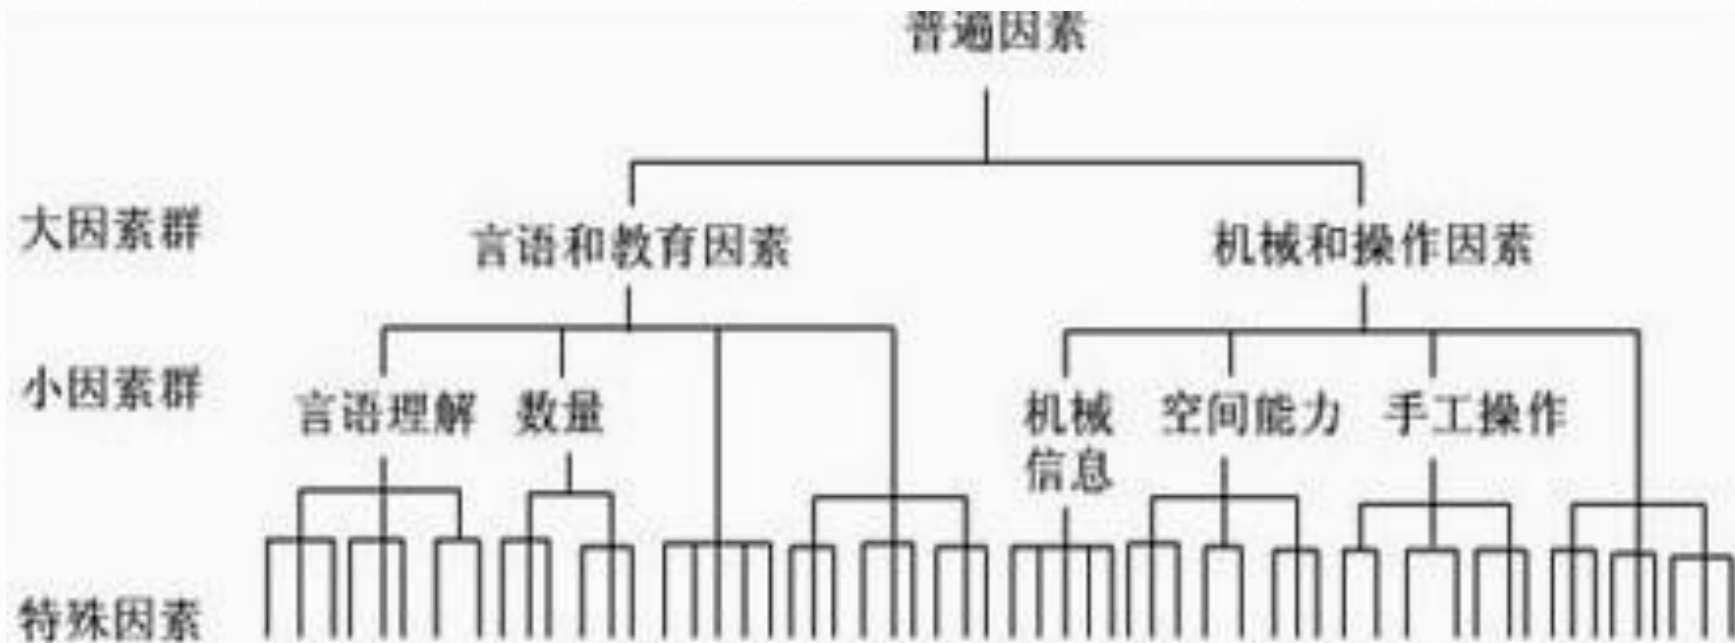 普遍因素
大因素群
言语和教育因素
机械和操作因素
小因素群
言语理解
数量
机械
信息
空间能力
手工操作
特殊因素